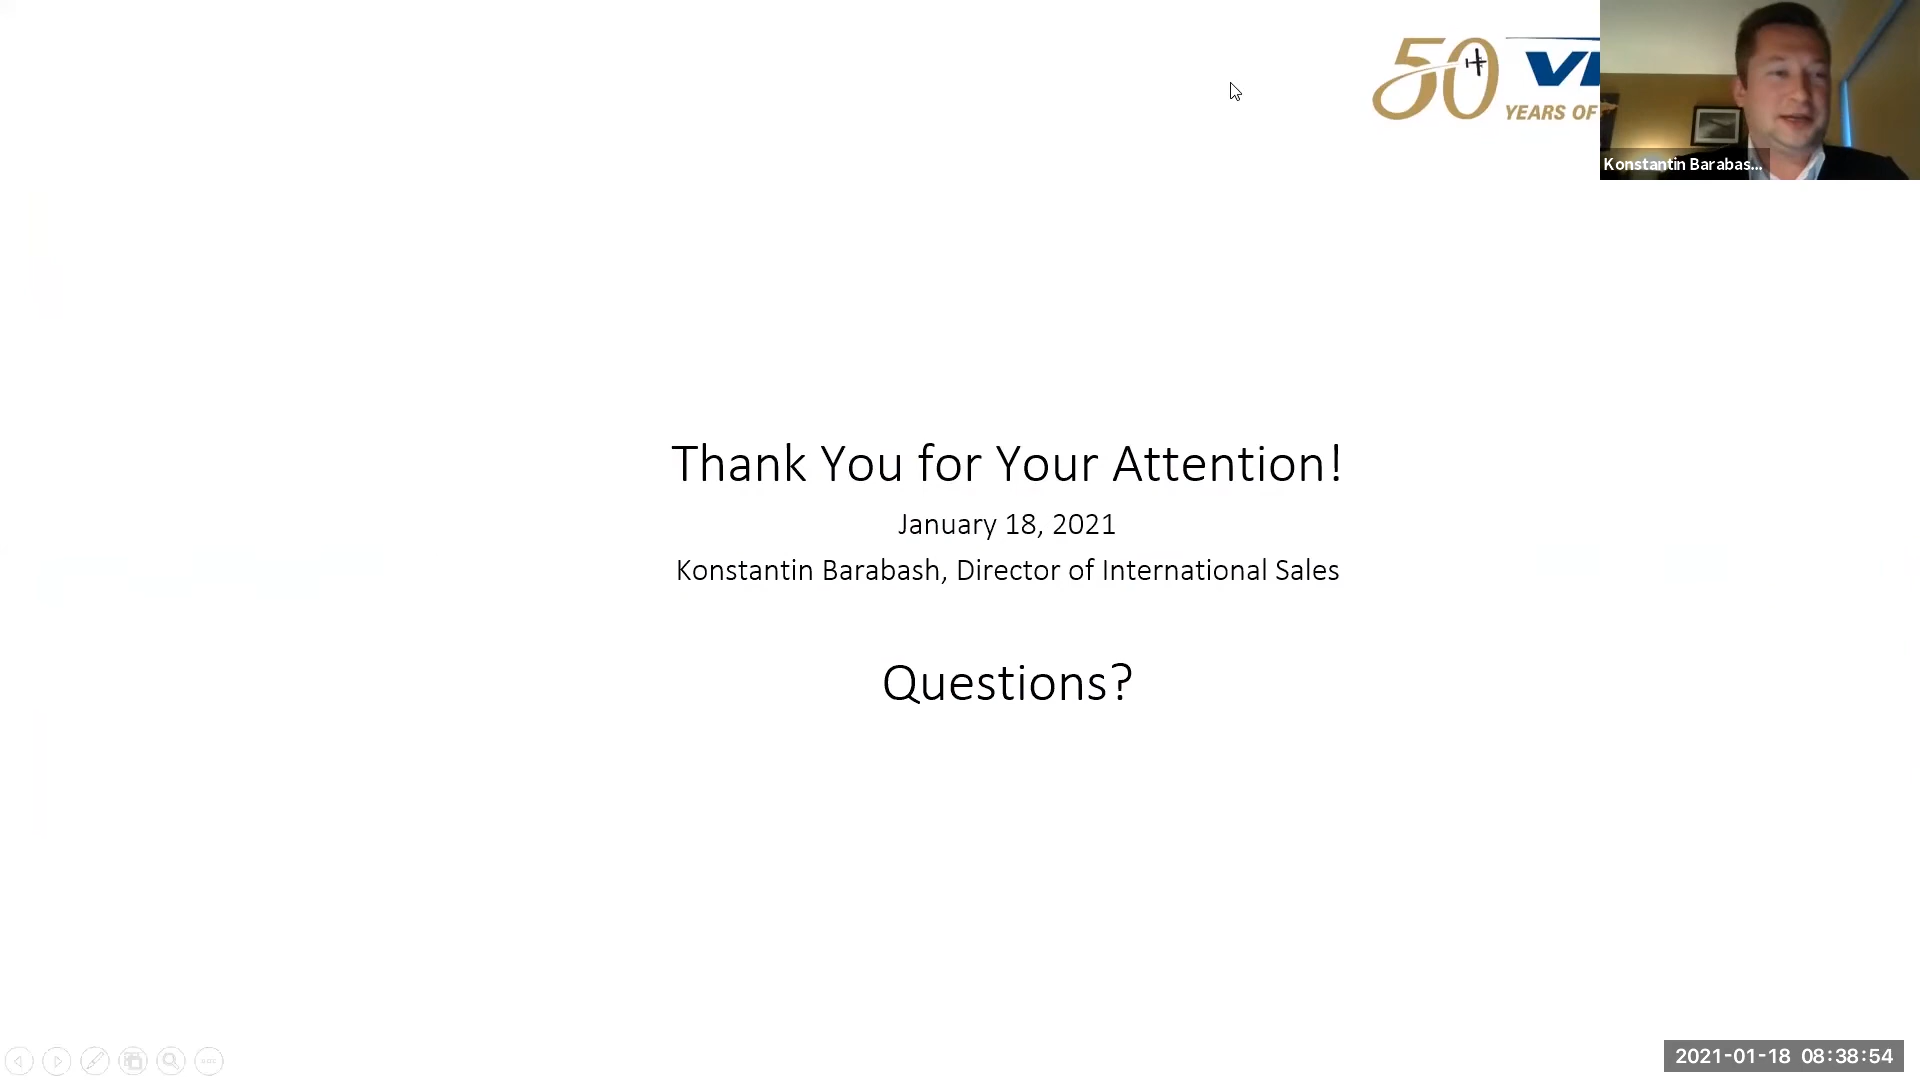 50
YEARS OF
Konstantin Barabas...
Thank You for Your Attention!
January 18, 2021
Konstantin Barabash, Director of International Sales
Questions?
2021-01-18 08:38:54